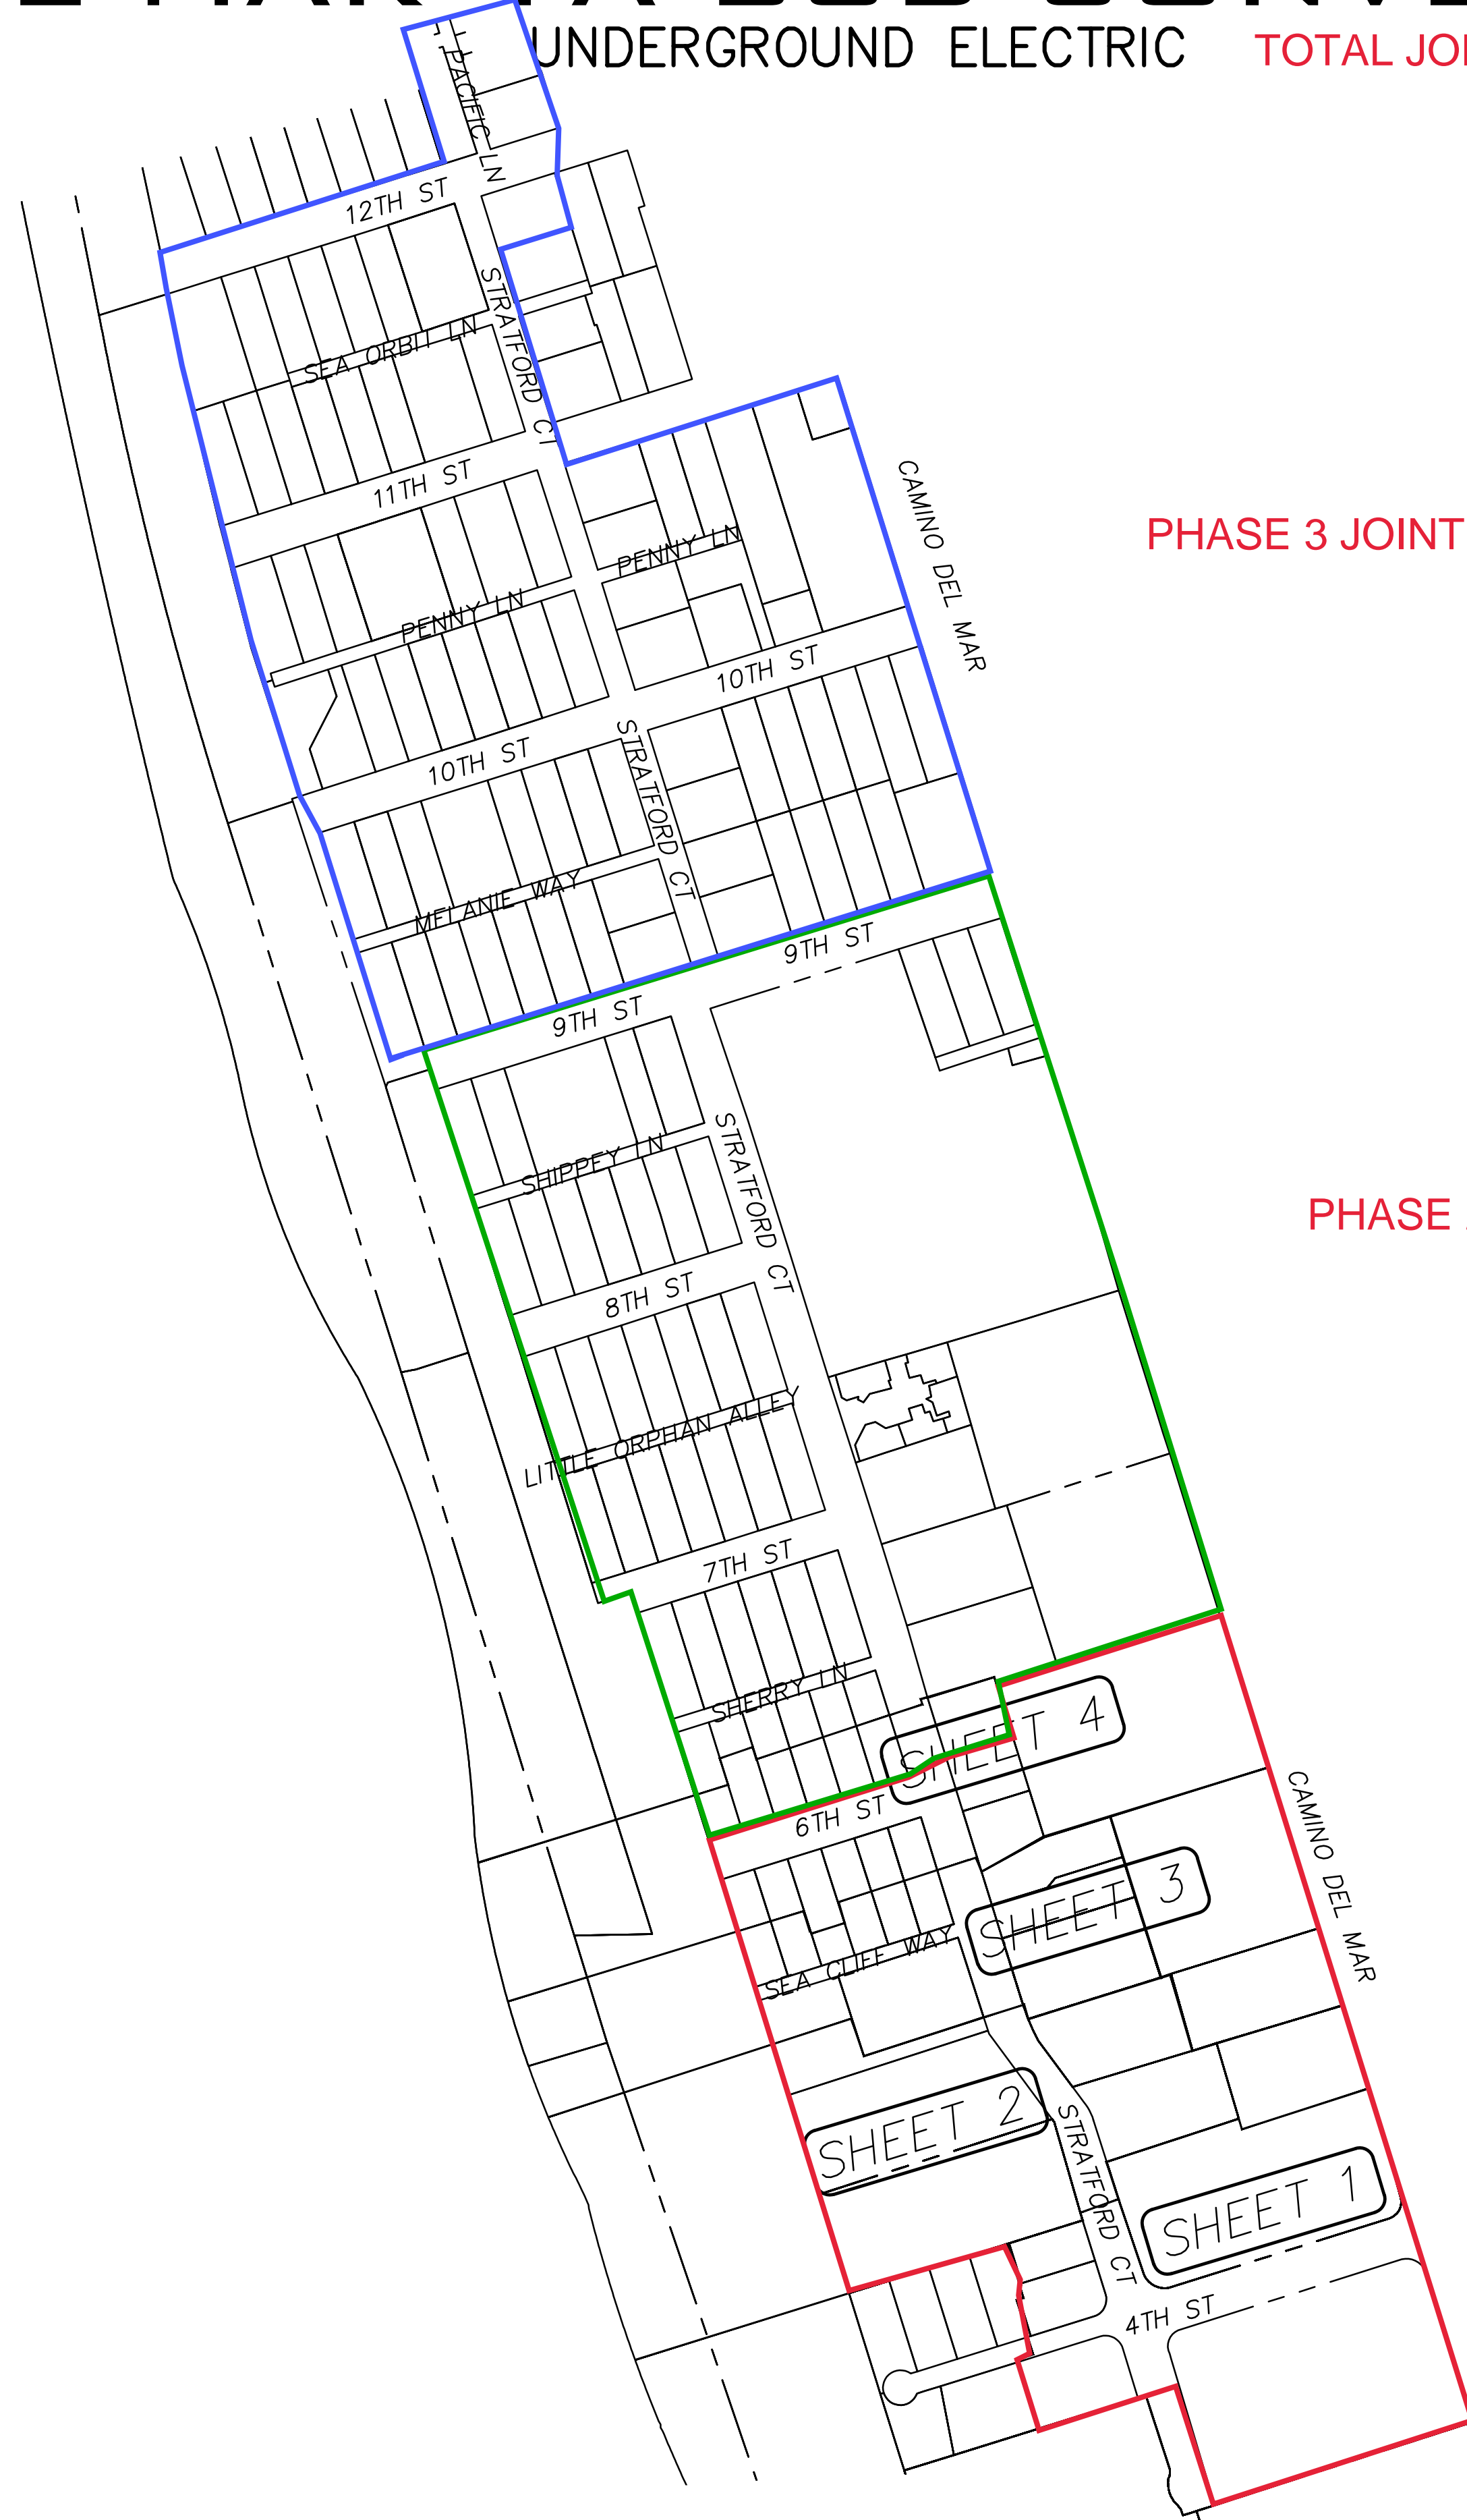 UNDERGROUND ELECTRIC
TOTAL JOI
PACIFIC LN
12TH ST
STRATFORD CT
SEA ORBIT LN
11TH ST
CAMINO DEL MAR
PHASE 3 JOINT
PENNY LN
PENNY LN
10TH ST
10TH ST
STRATFORD CT
MELANIE WAY
9TH ST
9TH ST
STRATFORD CT
SHIPPEY LN
PHASE
8TH ST
LITTLE ORPHAN ALLEY
7TH ST
SHERRY LN
SHEET 4
6TH ST
CAMINO DEL MAR
SHEET 3
SEA CLIFF WAY
SHEET 2
STRATFORD CT
SHEET 1
4TH ST